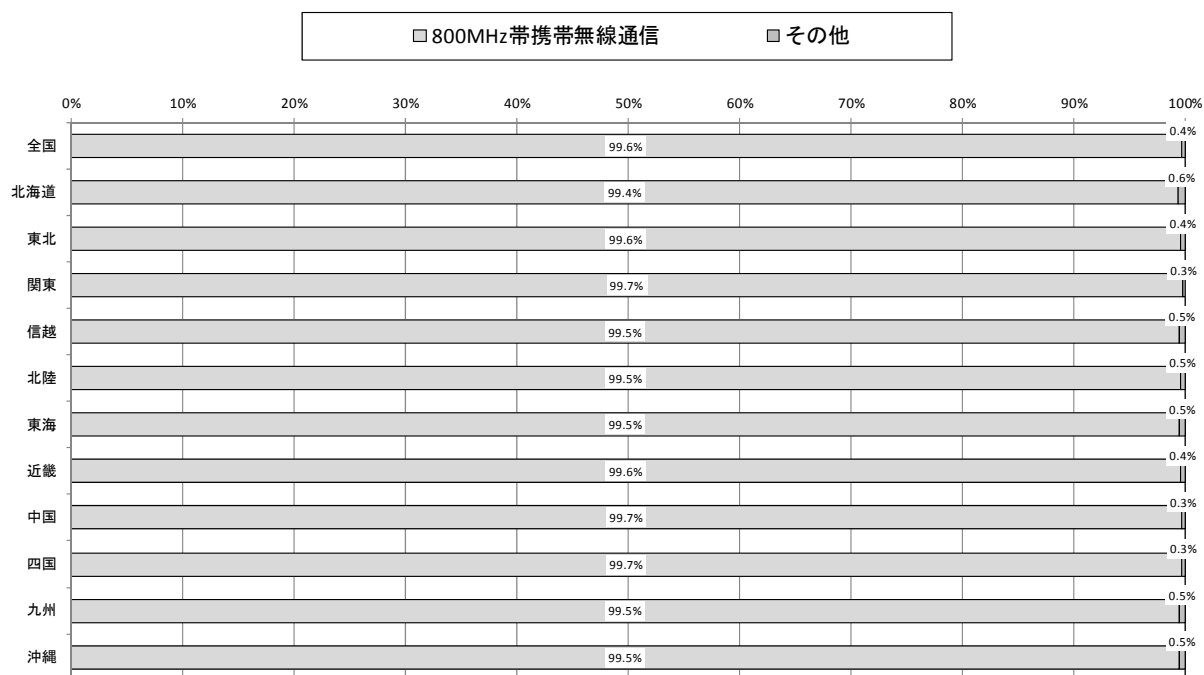 800MHz帯携帯無線通信 その他
0% 10% 20% 30% 40% 50% 60% 70% 80% 90% 100%
全国 99.6% 0.4%
北海道 99.4% 0.6%
東北 99.6% 0.4%
関東 99.7% 0.3%
信越 99.5% 0.5%
北陸 99.5% 0.5%
東海 99.5% 0.5%
近畿 99.6% 0.4%
中国 99.7% 0.3%
四国 99.7% 0.3%
九州 99.5% 0.5%
沖縄 99.5% 0.5%